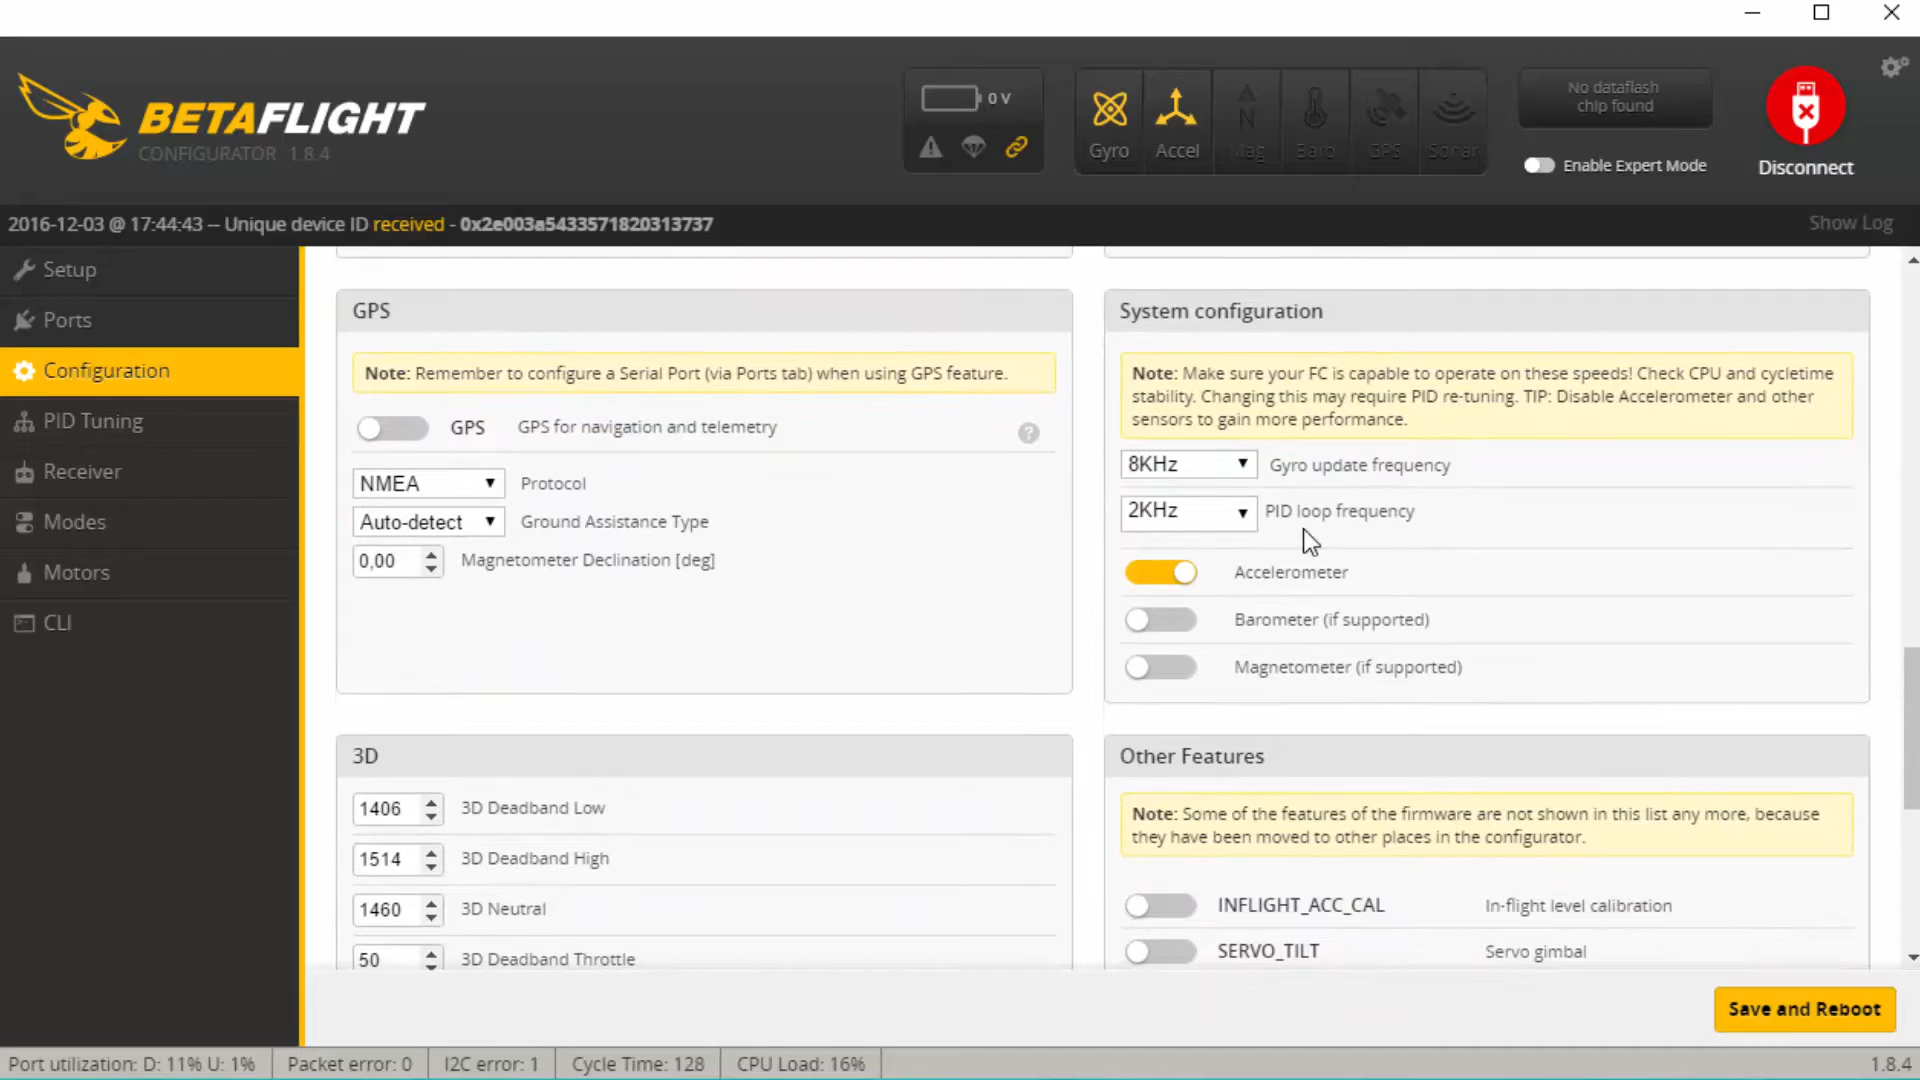 BETAFLIGHT
CONFIGURATOR 1.8.4
0 V
Gyro
Accel
Mag
Baro
GPS
Sonar
No dataflash
chip found
Enable Expert Mode
Disconnect
2016-12-03 @ 17:44:43 -- Unique device ID received - 0x2e003a5433571820313737
Show Log
Setup
Ports
Configuration
PID Tuning
Receiver
Modes
Motors
CLI
GPS
Note: Remember to configure a Serial Port (via Ports tab) when using GPS feature.
GPS GPS for navigation and telemetry
?
NMEA Protocol
Auto-detect Ground Assistance Type
0,00 Magnetometer Declination [deg]
System configuration
Note: Make sure your FC is capable to operate on these speeds! Check CPU and cycletime
stability. Changing this may require PID re-tuning. TIP: Disable Accelerometer and other
sensors to gain more performance.
8KHz Gyro update frequency
2KHz PID loop frequency
Accelerometer
Barometer (if supported)
Magnetometer (if supported)
3D
1406 3D Deadband Low
1514 3D Deadband High
1460 3D Neutral
50 3D Deadband Throttle
Other Features
Note: Some of the features of the firmware are not shown in this list any more, because
they have been moved to other places in the configurator.
INFLIGHT_ACC_CAL In-flight level calibration
SERVO_TILT Servo gimbal
Save and Reboot
Port utilization: D: 11% U: 1%
Packet error: 0
I2C error: 1
Cycle Time: 128
CPU Load: 16%
1.8.4